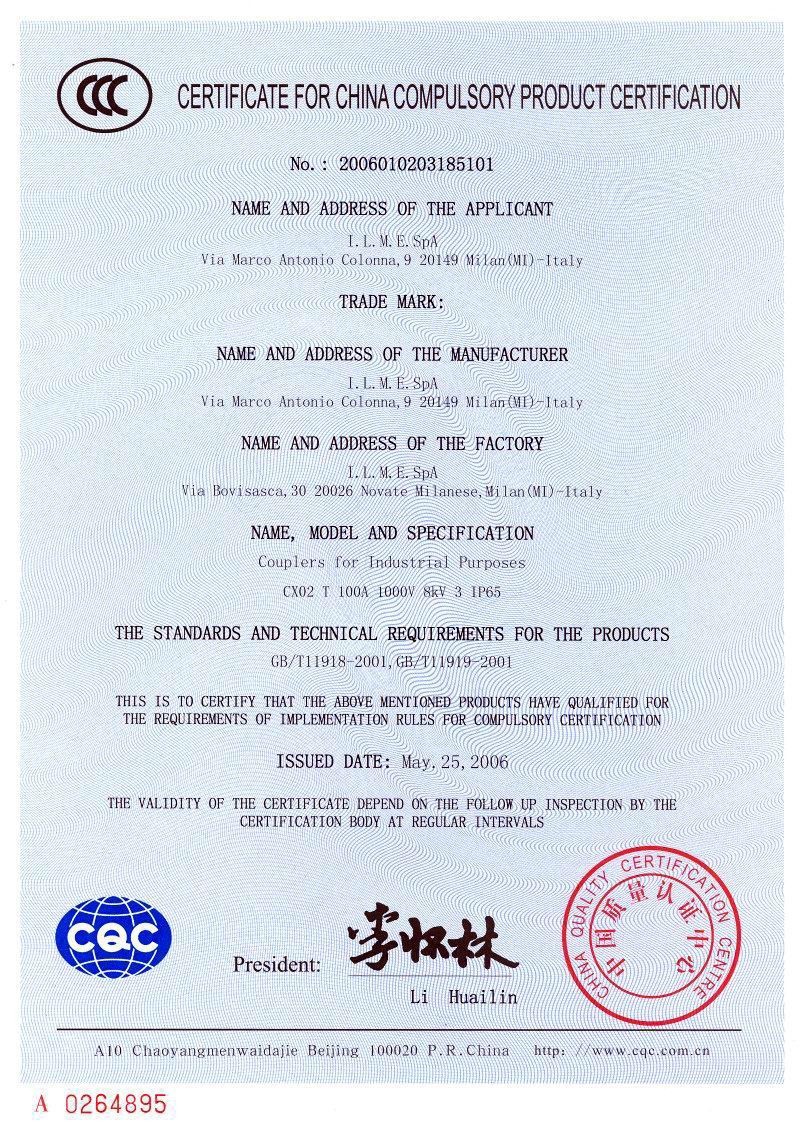 CCC
CERTIFICATE FOR CHINA COMPULSORY PRODUCT CERTIFICATION
No.: 2006010203185101
NAME AND ADDRESS OF THE APPLICANT
I.L.M.E.SpA
Via Marco Antonio Colonna,9 20149 Milan(MI)-Italy
TRADE MARK:
NAME AND ADDRESS OF THE MANUFACTURER
I.L.M.E.SpA
Via Marco Antonio Colonna,9 20149 Milan(MI)-Italy
NAME AND ADDRESS OF THE FACTORY
I.L.M.E.SpA
Via Bovisasca,30 20026 Novate Milanese,Milan(MI)-Italy
NAME, MODEL AND SPECIFICATION
Couplers for Industrial Purposes
CX02 T 100A 1000V 8kV 3 IP65
THE STANDARDS AND TECHNICAL REQUIREMENTS FOR THE PRODUCTS
GB/T11918-2001,GB/T11919-2001
THIS IS TO CERTIFY THAT THE ABOVE MENTIONED PRODUCTS HAVE QUALIFIED FOR
THE REQUIREMENTS OF IMPLEMENTATION RULES FOR COMPULSORY CERTIFICATION
ISSUED DATE: May,25,2006
THE VALIDITY OF THE CERTIFICATE DEPEND ON THE FOLLOW UP INSPECTION BY THE
CERTIFICATION BODY AT REGULAR INTERVALS
CQC
President: 李怀林
Li Huailin
CHINA QUALITY CERTIFICATION CENTRE
中国质量认证中心
A10 Chaoyangmenwaidajie Beijing 100020 P.R.China http://www.cqc.com.cn
A 0264895